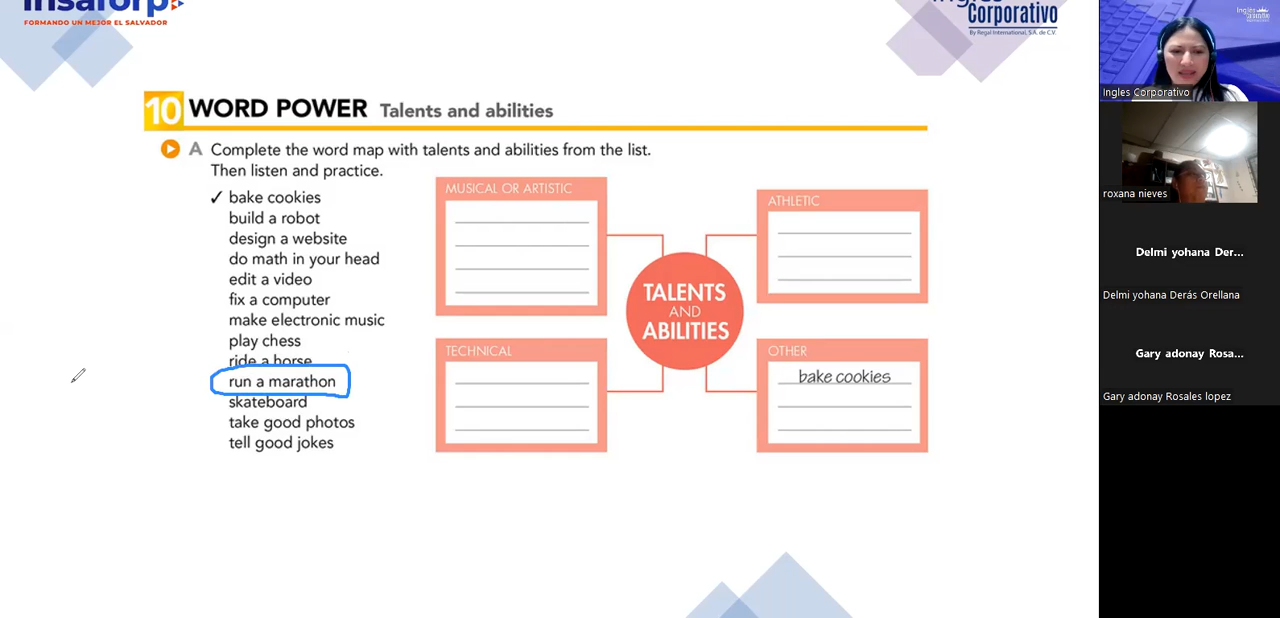 insaforp
FORMANDO UN MEJOR EL SALVADOR
Ingles
Corporativo
By Regal International, S.A. de C.V.
10 WORD POWER Talents and abilities
A Complete the word map with talents and abilities from the list.
Then listen and practice.
✓ bake cookies
build a robot
design a website
do math in your head
edit a video
fix a computer
make electronic music
play chess
ride a horse
run a marathon
skateboard
take good photos
tell good jokes
MUSICAL OR ARTISTIC
ATHLETIC
TALENTS
AND
ABILITIES
TECHNICAL
OTHER
bake cookies
Ingles Corporativo
roxana nieves
Delmi yohana Der...
Delmi yohana Derás Orellana
Gary adonay Rosa...
Gary adonay Rosales lopez